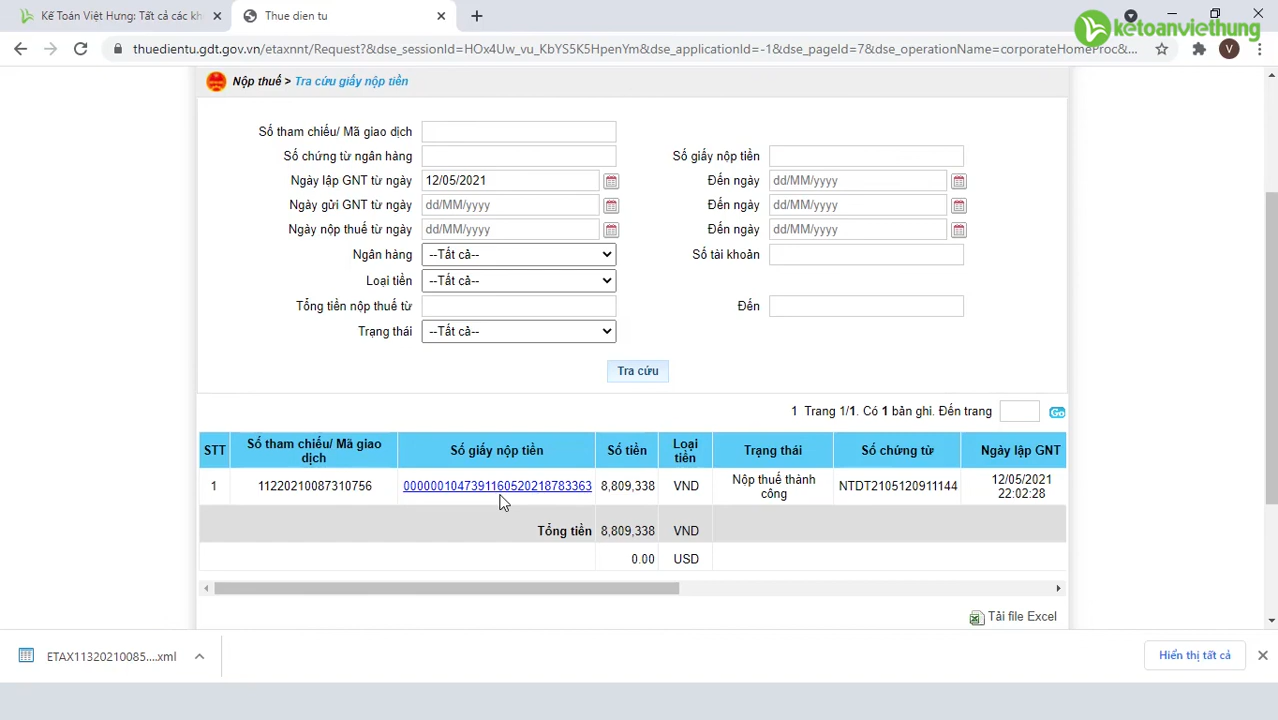 Kế Toán Việt Hưng: Tất cả các kh
Thue dien tu
ketoanviethung
thuedientu.gdt.gov.vn/etaxnnt/Request?&dse_sessionId=HOx4Uw_vu_K5YS5K5HpenYm&dse_applicationId=-1&dse_pageId=7&dse_operationName=corporateHomeProc&...
V
Nộp thuế > Tra cứu giấy nộp tiền
Số tham chiếu/ Mã giao dịch
Số chứng từ ngân hàng
Số giấy nộp tiền
Ngày lập GNT từ ngày 12/05/2021
Đến ngày dd/MM/yyyy
Ngày gửi GNT từ ngày dd/MM/yyyy
Đến ngày dd/MM/yyyy
Ngày nộp thuế từ ngày dd/MM/yyyy
Đến ngày dd/MM/yyyy
Ngân hàng --Tất cả--
Số tài khoản
Loại tiền --Tất cả--
Tổng tiền nộp thuế từ
Đến
Trạng thái --Tất cả--
Tra cứu
1 Trang 1/1. Có 1 bản ghi. Đến trang Go
STT Số tham chiếu/ Mã giao dịch Số giấy nộp tiền Số tiền Loại tiền Trạng thái Số chứng từ Ngày lập GNT
1 11220210087310756 0000001047391160520218783363 8,809,338 VND Nộp thuế thành công NTDT2105120911144 12/05/2021 22:02:28
Tổng tiền 8,809,338 VND
0.00 USD
Tải file Excel
ETAX11320210085....xml
Hiển thị tất cả